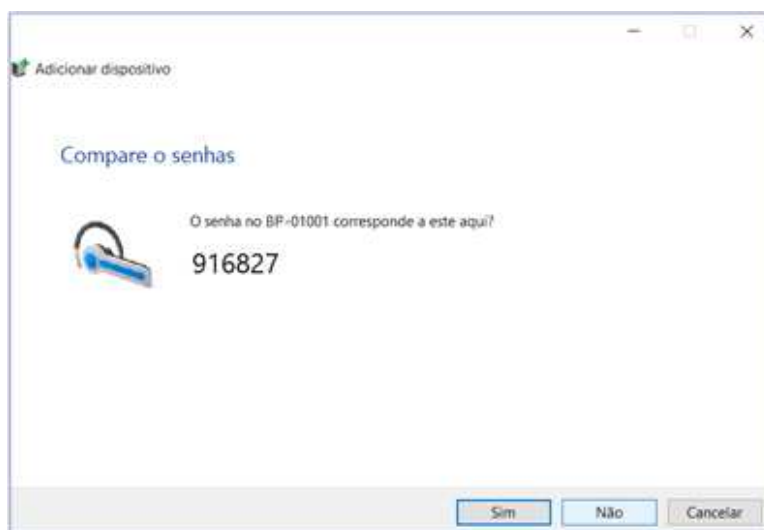 Adicionar dispositivo
Compare o senhas
O senha no BP-01001 corresponde a este aqui?
916827
Sim
Não
Cancelar